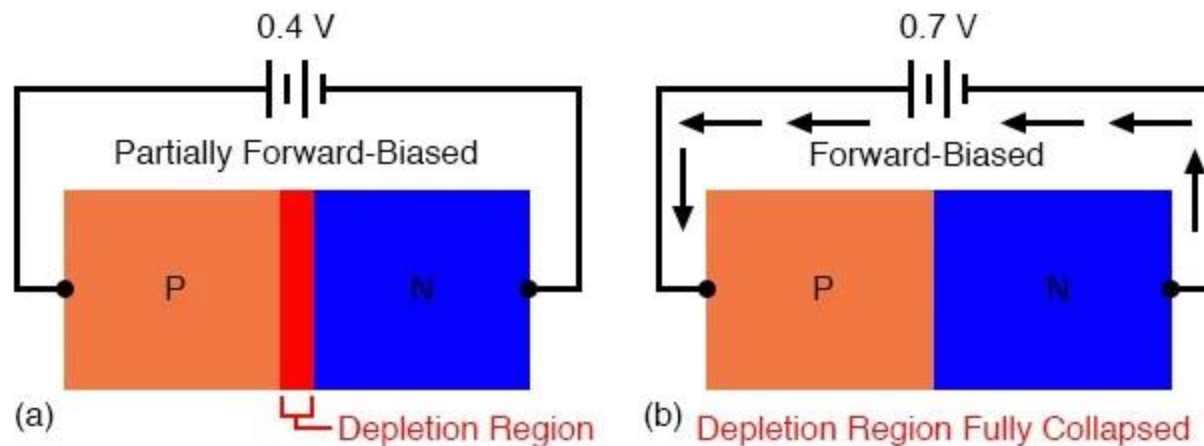 0.4 V
Partially Forward-Biased
P
N
(a)
Depletion Region
0.7 V
Forward-Biased
P
N
(b)
Depletion Region Fully Collapsed